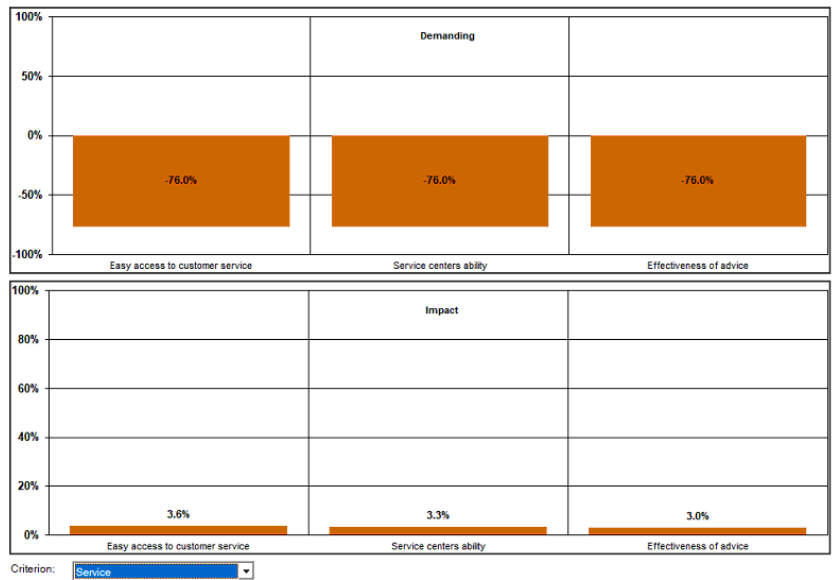 100%
Demanding
50%
0%
-76.0% -76.0% -76.0%
-50%
-100%
Easy access to customer service Service centers ability Effectiveness of advice
100%
Impact
80%
60%
40%
20%
3.6% 3.3% 3.0%
0%
Easy access to customer service Service centers ability Effectiveness of advice
Criterion: Service